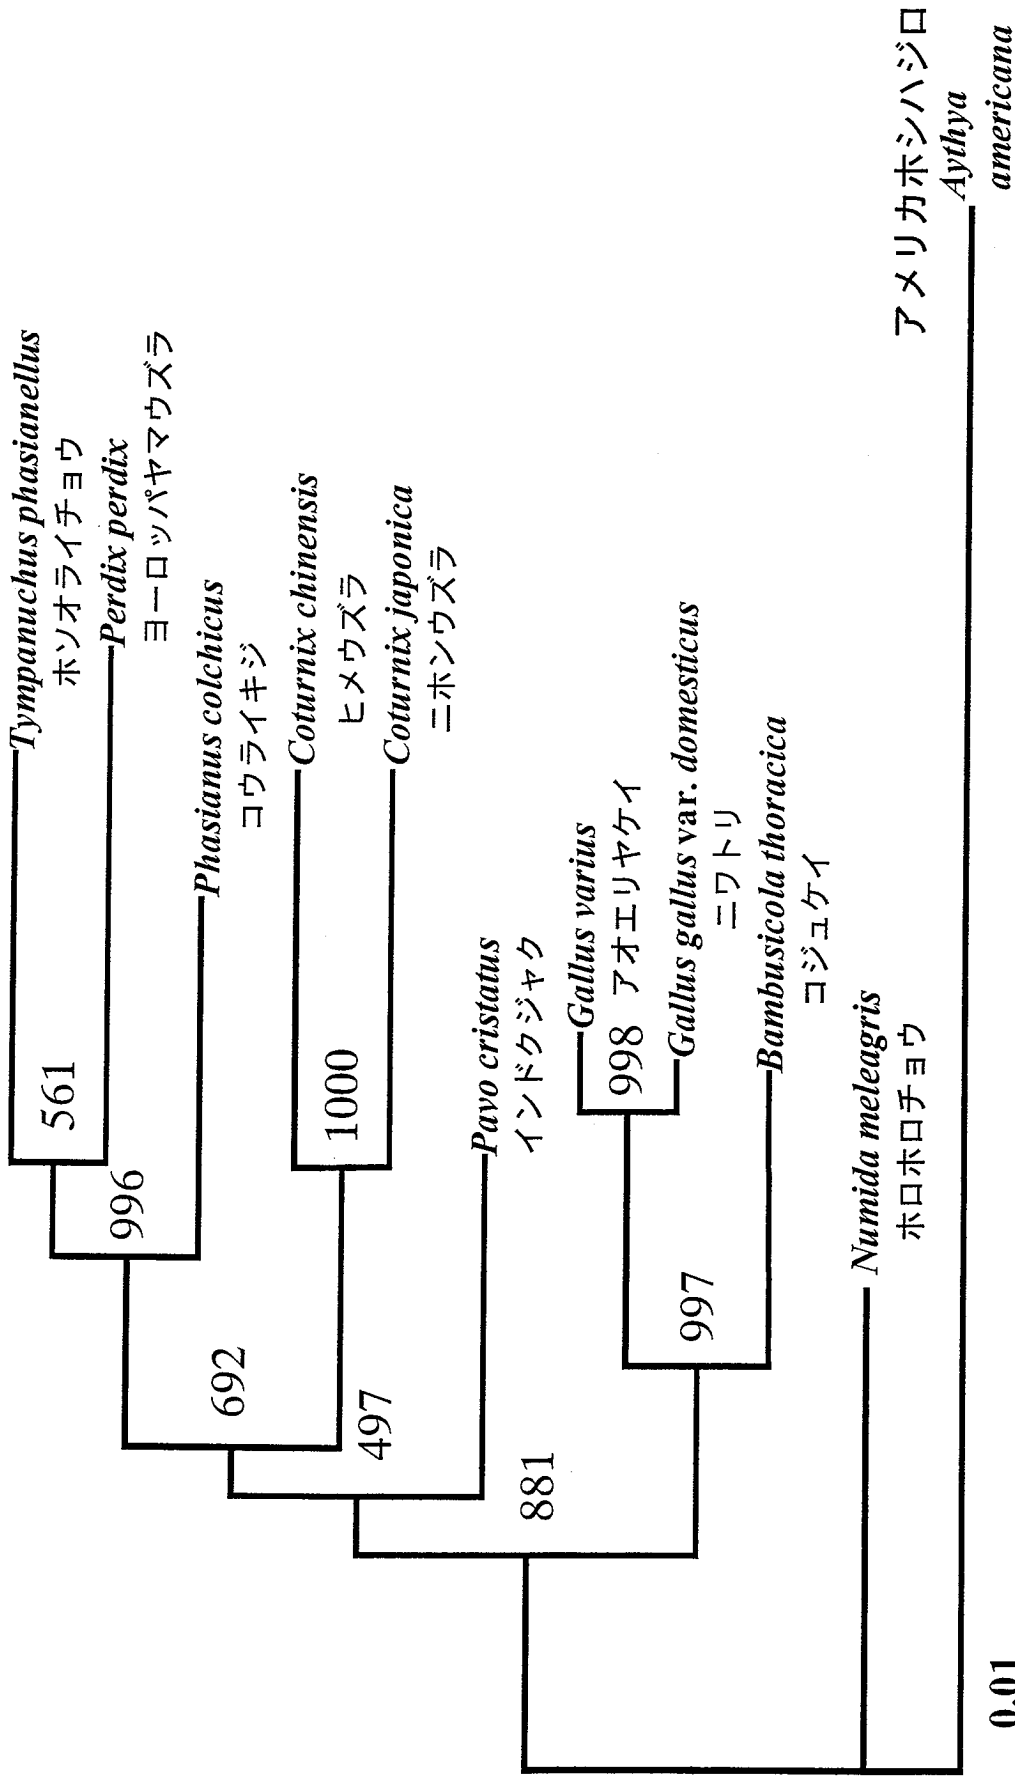 Tympanuchus phasianellus
ホソオライチョウ
561
Perdix perdix
ヨーロッパヤマウズラ
996
Phasianus colchicus
コウライキジ
692
Coturnix chinensis
ヒメウズラ
1000
Coturnix japonica
ニホンウズラ
497
Pavo cristatus
インドクジャク
881
Gallus varius
998 アオエリヤケイ
Gallus gallus var. domesticus
ニワトリ
997
Bambusicola thoracica
コジュケイ
Numida meleagris
ホロホロチョウ
アメリカホシハジロ
Aythya
americana
0.01